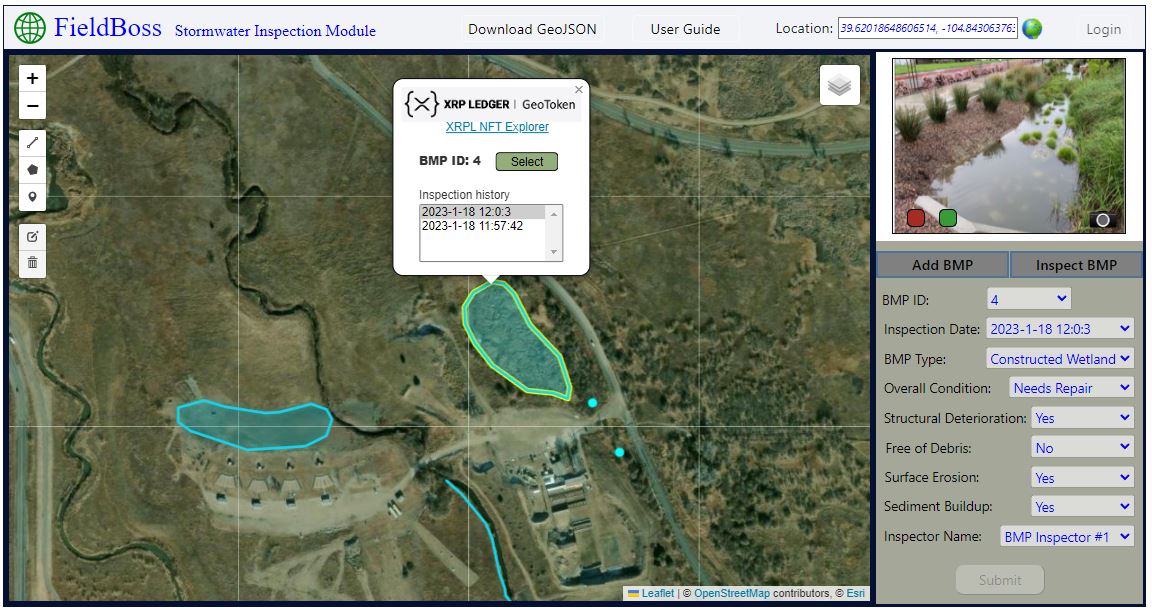 FieldBoss Stormwater Inspection Module
Download GeoJSON
User Guide
Location: 39.62018648606514, -104.843063763
Login
+
−
×
XRP LEDGER | GeoToken
XRPL NFT Explorer
BMP ID: 4 Select
Inspection history
2023-1-18 12:0:3
2023-1-18 11:57:42
Leaflet | © OpenStreetMap contributors, © Esri
Add BMP
Inspect BMP
BMP ID: 4
Inspection Date: 2023-1-18 12:0:3
BMP Type: Constructed Wetland
Overall Condition: Needs Repair
Structural Deterioration: Yes
Free of Debris: No
Surface Erosion: Yes
Sediment Buildup: Yes
Inspector Name: BMP Inspector #1
Submit